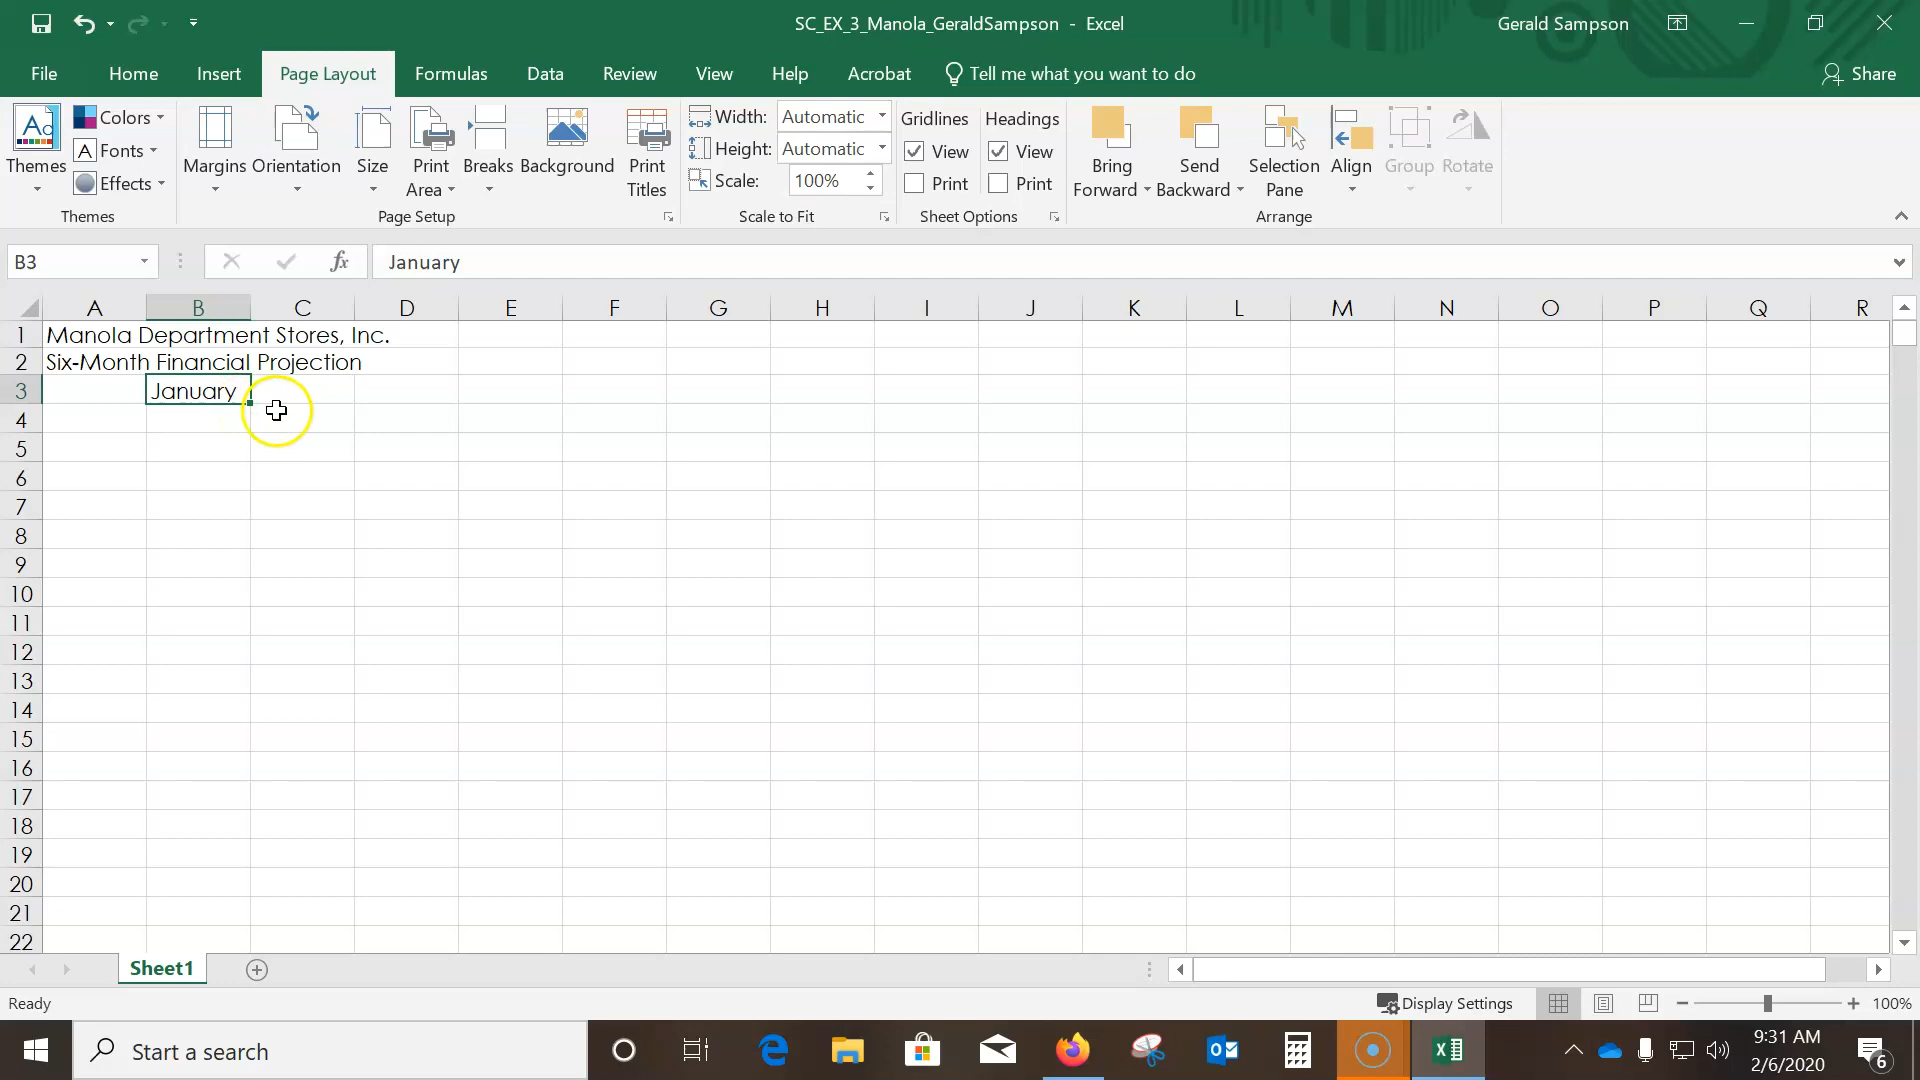 SC_EX_3_Manola_GeraldSampson - Excel
Gerald Sampson
File Home Insert Page Layout Formulas Data Review View Help Acrobat Tell me what you want to do Share
Themes
Colors
Fonts
Effects
Themes
Margins
Orientation
Size
Print
Area
Breaks
Background
Print
Titles
Page Setup
Width: Automatic
Height: Automatic
Scale: 100%
Scale to Fit
Gridlines
View
Print
Headings
View
Print
Sheet Options
Bring
Forward
Send
Backward
Selection
Pane
Align
Group
Rotate
Arrange
B3 fx January
A B C D E F G H I J K L M N O P Q R
1 Manola Department Stores, Inc.
2 Six-Month Financial Projection
3 January
4
5
6
7
8
9
10
11
12
13
14
15
16
17
18
19
20
21
22
Sheet1
Ready Display Settings 100%
Start a search
9:31 AM
2/6/2020
6